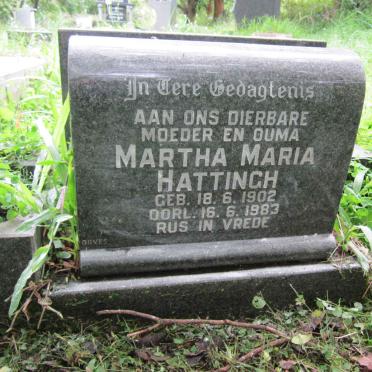 In Tere Gedagtenis
AAN ONS DIERBARE
MOEDER EN OUMA
MARTHA MARIA
HATTINGH
GEB. 18. 6. 1902
OORL. 16. 6. 1983
RUS IN VREDE